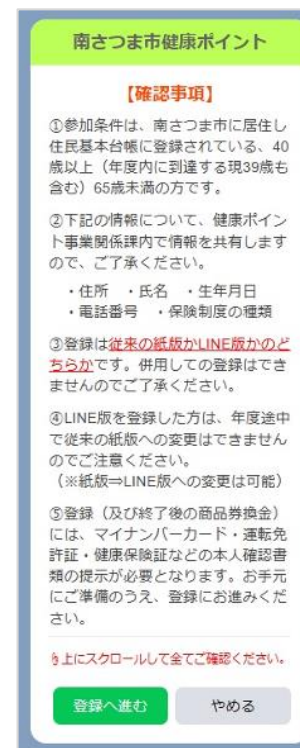 南さつま市健康ポイント
【確認事項】
①参加条件は、南さつま市に居住し
住民基本台帳に登録されている、40
歳以上（年度内に到達する現39歳も
含む）65歳未満の方です。
②下記の情報について、健康ポイン
ト事業関係課内で情報を共有します
ので、ご了承ください。
・住所 ・氏名 ・生年月日
・電話番号 ・保険制度の種類
③登録は従来の紙版かLINE版かのど
ちらかです。併用しての登録はでき
ませんのでご了承ください。
④LINE版を登録した方は、年度途中
で従来の紙版への変更はできません
のでご注意ください。
（※紙版⇒LINE版への変更は可能）
⑤登録（及び終了後の商品券換金）
には、マイナンバーカード・運転免
許証・健康保険証などの本人確認書
類の提示が必要となります。お手元
にご準備のうえ、登録にお進みくだ
さい。
上にスクロールして全てご確認ください。
登録へ進む やめる